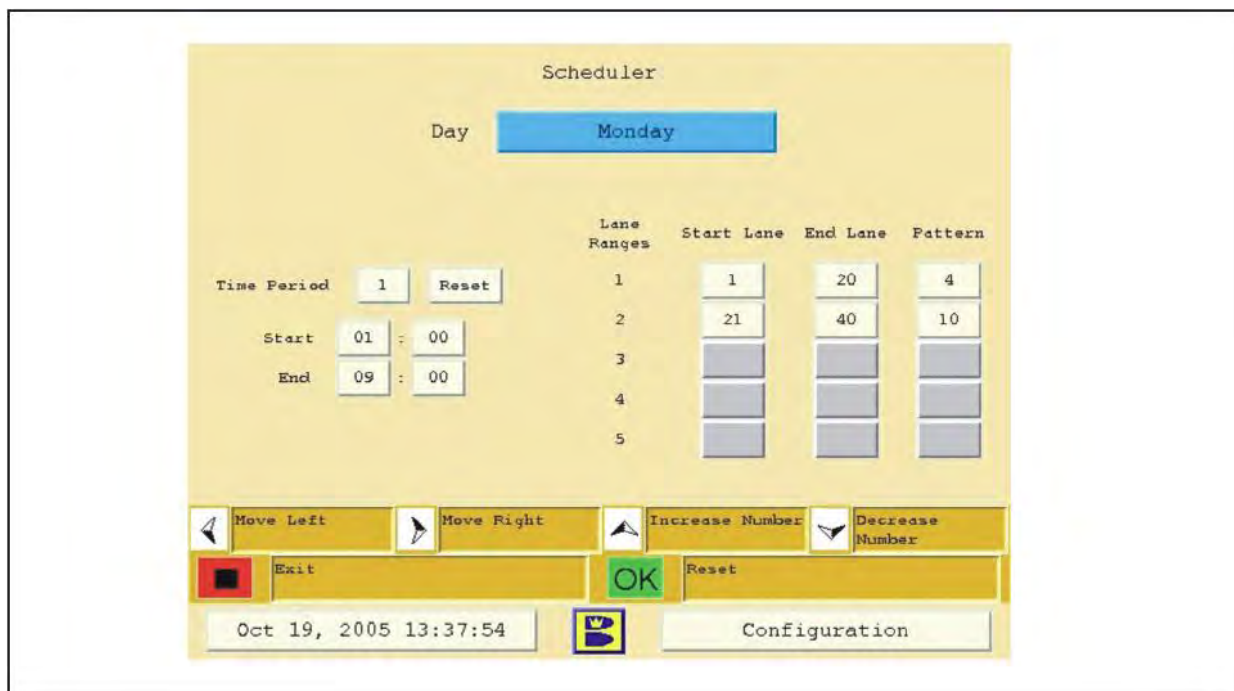 Scheduler
Day Monday
Lane Ranges Start Lane End Lane Pattern
Time Period 1 Reset
Start 01 : 00
End 09 : 00
1 1 20 4
2 21 40 10
3
4
5
Move Left Move Right Increase Number Decrease Number
Exit OK Reset
Oct 19, 2005 13:37:54 Configuration